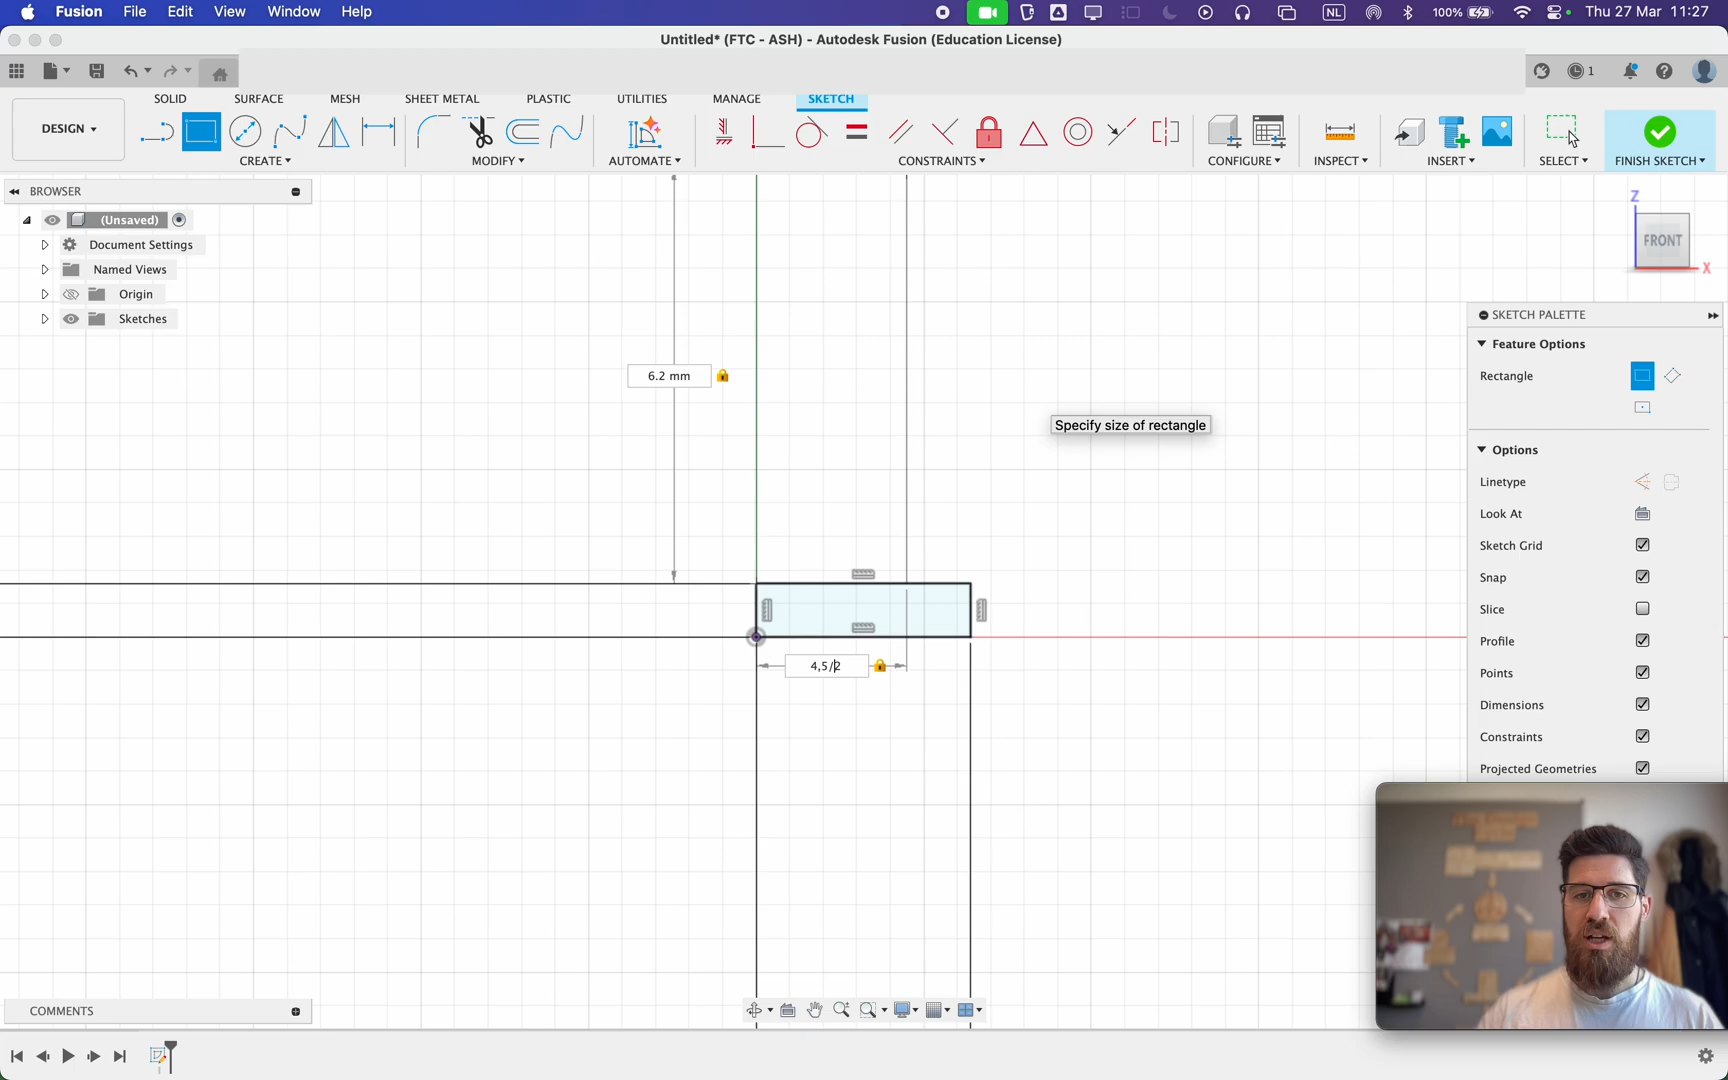 Fusion File Edit View Window Help NL 100% Thu 27 Mar 11:27
Untitled* (FTC - ASH) - Autodesk Fusion (Education License)
1
DESIGN
SOLID SURFACE MESH SHEET METAL PLASTIC UTILITIES MANAGE SKETCH
CREATE MODIFY AUTOMATE CONSTRAINTS CONFIGURE INSPECT INSERT SELECT FINISH SKETCH
BROWSER
(Unsaved)
Document Settings
Named Views
Origin
Sketches
Z
FRONT
X
6.2 mm
Specify size of rectangle
4,5/2
SKETCH PALETTE
Feature Options
Rectangle
Options
Linetype
Look At
Sketch Grid
Snap
Slice
Profile
Points
Dimensions
Constraints
Projected Geometries
COMMENTS